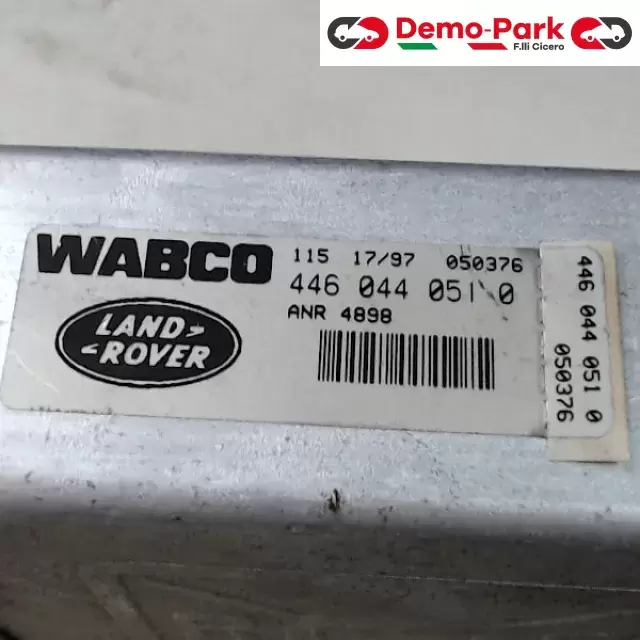 Demo-Park
F.lli Cicero
WABCO
115 17/97 050376
446 044 051 0
ANR 4898
LAND
ROVER
446 044 051 0
050376